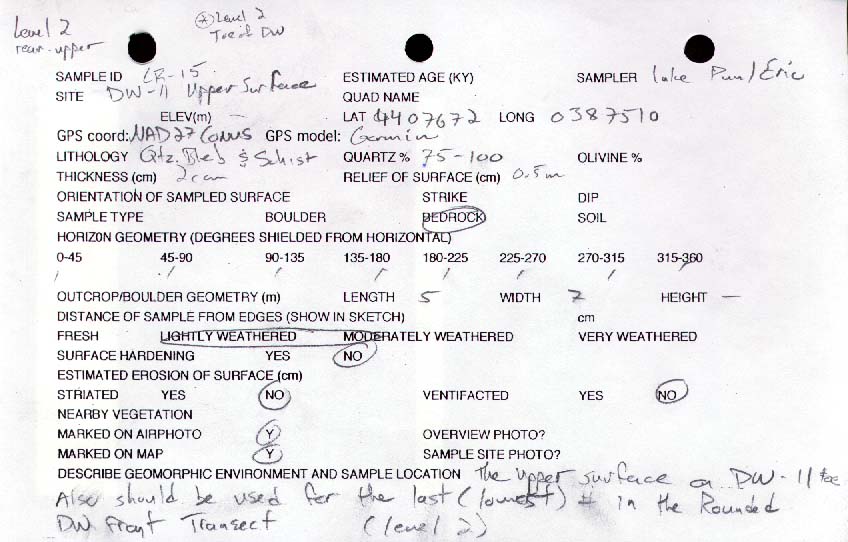 Level 2
rear-upper
* Level 2
Toe of DW
SAMPLE ID LR-15 ESTIMATED AGE (KY) SAMPLER Luke Eric
SITE DW-11 Upper Surface QUAD NAME
ELEV(m) — LAT 4407672 LONG 0387510
GPS coord: NAD27 Conus GPS model: Garmin
LITHOLOGY Qtz. Bleb & Schist QUARTZ % 75-100 OLIVINE %
THICKNESS (cm) 2cm RELIEF OF SURFACE (cm) 0.5m
ORIENTATION OF SAMPLED SURFACE STRIKE DIP
SAMPLE TYPE BOULDER BEDROCK SOIL
HORIZON GEOMETRY (DEGREES SHIELDED FROM HORIZONTAL)
0-45 45-90 90-135 135-180 180-225 225-270 270-315 315-360
/ / / / / / / /
OUTCROP/BOULDER GEOMETRY (m) LENGTH 5 WIDTH 2 HEIGHT —
DISTANCE OF SAMPLE FROM EDGES (SHOW IN SKETCH) cm
FRESH LIGHTLY WEATHERED MODERATELY WEATHERED VERY WEATHERED
SURFACE HARDENING YES NO
ESTIMATED EROSION OF SURFACE (cm)
STRIATED YES NO VENTIFACTED YES NO
NEARBY VEGETATION
MARKED ON AIRPHOTO Y OVERVIEW PHOTO?
MARKED ON MAP Y SAMPLE SITE PHOTO?
DESCRIBE GEOMORPHIC ENVIRONMENT AND SAMPLE LOCATION The upper surface on DW-11 toe
Also should be used for the last (lowest) # in the Rounded
DW front Transect (level 2)